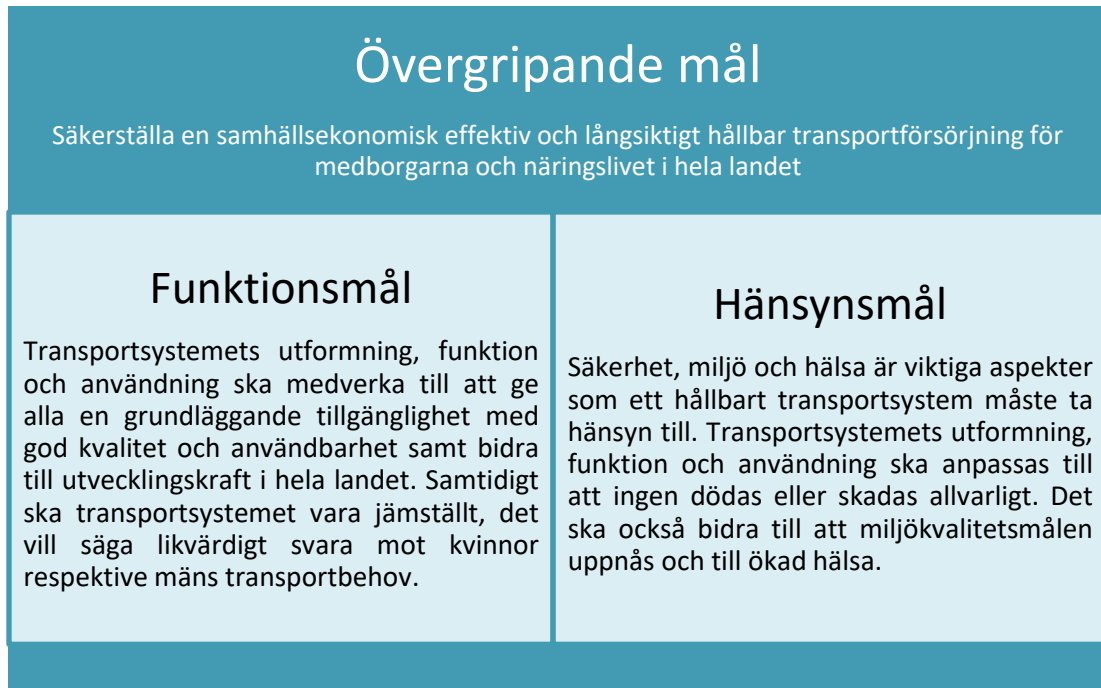 Övergripande mål
Säkerställa en samhällsekonomisk effektiv och långsiktigt hållbar transportförsörjning för
medborgarna och näringslivet i hela landet
Funktionsmål
Transportsystemets utformning, funktion
och användning ska medverka till att ge
alla en grundläggande tillgänglighet med
god kvalitet och användbarhet samt bidra
till utvecklingskraft i hela landet. Samtidigt
ska transportsystemet vara jämställt, det
vill säga likvärdigt svara mot kvinnor
respektive mäns transportbehov.
Hänsynsmål
Säkerhet, miljö och hälsa är viktiga aspekter
som ett hållbart transportsystem måste ta
hänsyn till. Transportsystemets utformning,
funktion och användning ska anpassas till
att ingen dödas eller skadas allvarligt. Det
ska också bidra till att miljökvalitetsmålen
uppnås och till ökad hälsa.